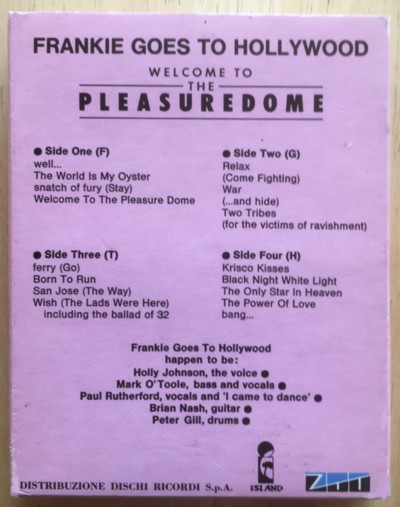 FRANKIE GOES TO HOLLYWOOD
WELCOME TO
THE
PLEASUREDOME
● Side One (F)
well...
The World Is My Oyster
snatch of fury (Stay)
Welcome To The Pleasure Dome
● Side Two (G)
Relax
(Come Fighting)
War
(...and hide)
Two Tribes
(for the victims of ravishment)
● Side Three (T)
ferry (Go)
Born To Run
San Jose (The Way)
Wish (The Lads Were Here)
including the ballad of 32
● Side Four (H)
Krisco Kisses
Black Night White Light
The Only Star In Heaven
The Power Of Love
bang...
Frankie Goes To Hollywood
happen to be:
Holly Johnson, the voice ●
Mark O'Toole, bass and vocals ●
Paul Rutherford, vocals and 'I came to dance' ●
Brian Nash, guitar ●
Peter Gill, drums ●
DISTRIBUZIONE DISCHI RICORDI S.p.A.
ISLAND
ZTT